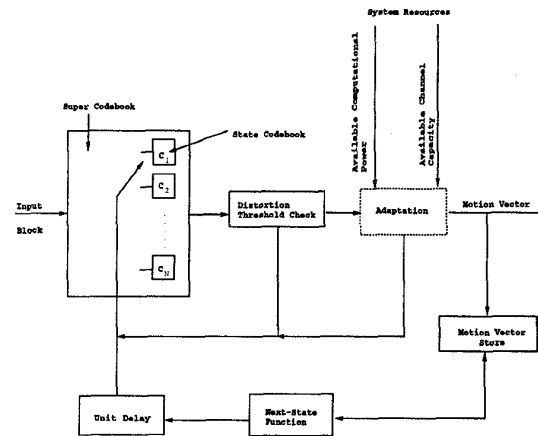 System Resources
Available Computational
Power
Available Channel
Capacity
Super Codebook
State Codebook
C1
C2
CN
Input
Block
Distortion
Threshold Check
Adaptation
Motion Vector
Motion Vector
Store
Unit Delay
Next-State
Function